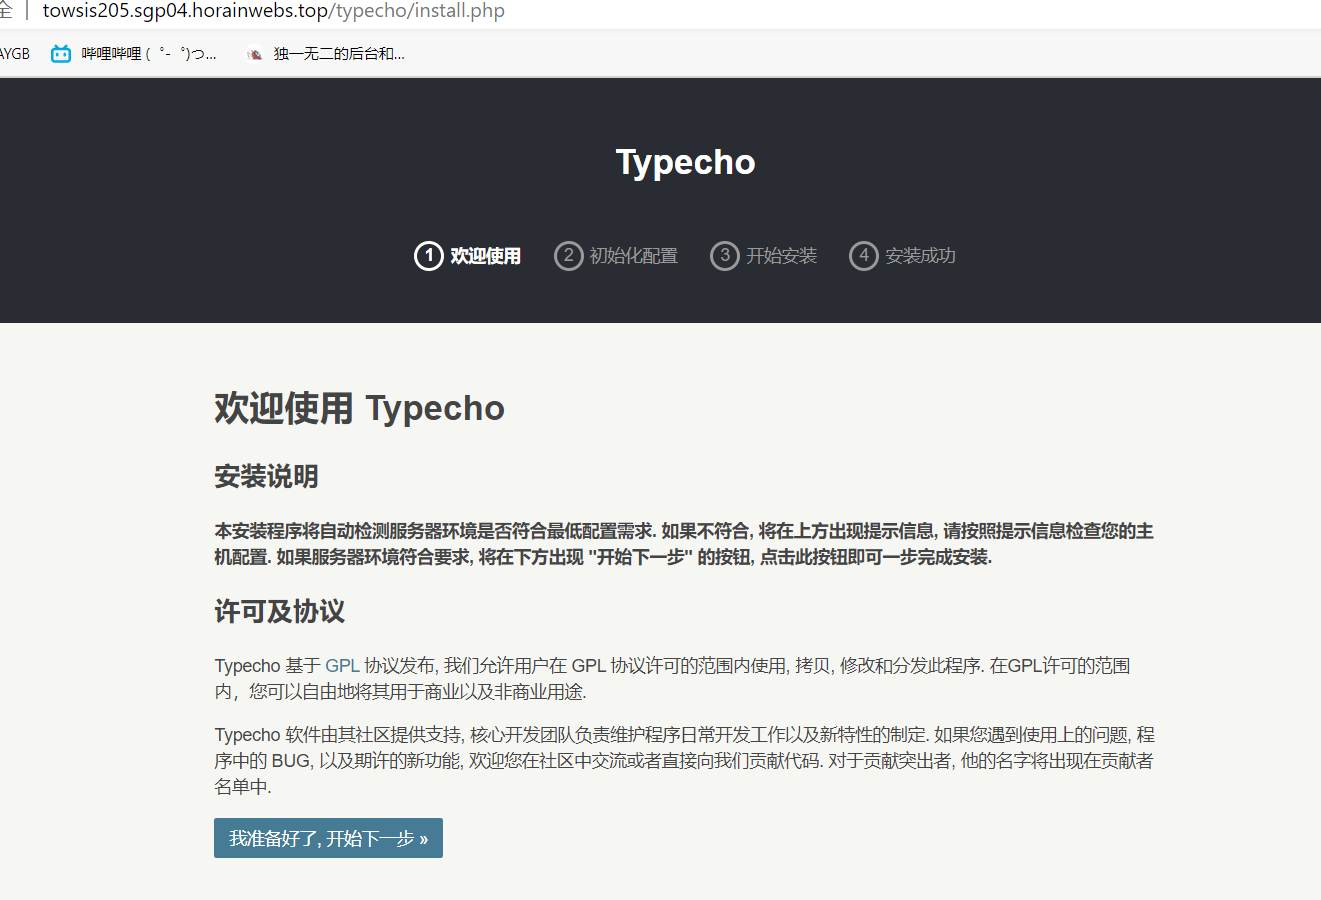 全 | towsis205.sgp04.horainwebs.top/typecho/install.php
AYGB 哔哩哔哩 ( ゜- ゜)つ... 独一无二的后台和...
Typecho
1 欢迎使用 2 初始化配置 3 开始安装 4 安装成功
欢迎使用 Typecho
安装说明
本安装程序将自动检测服务器环境是否符合最低配置需求. 如果不符合, 将在上方出现提示信息, 请按照提示信息检查您的主
机配置. 如果服务器环境符合要求, 将在下方出现 "开始下一步" 的按钮, 点击此按钮即可一步完成安装.
许可及协议
Typecho 基于 GPL 协议发布, 我们允许用户在 GPL 协议许可的范围内使用, 拷贝, 修改和分发此程序. 在GPL许可的范围
内，您可以自由地将其用于商业以及非商业用途.
Typecho 软件由其社区提供支持, 核心开发团队负责维护程序日常开发工作以及新特性的制定. 如果您遇到使用上的问题, 程
序中的 BUG, 以及期许的新功能, 欢迎您在社区中交流或者直接向我们贡献代码. 对于贡献突出者, 他的名字将出现在贡献者
名单中.
我准备好了, 开始下一步 »